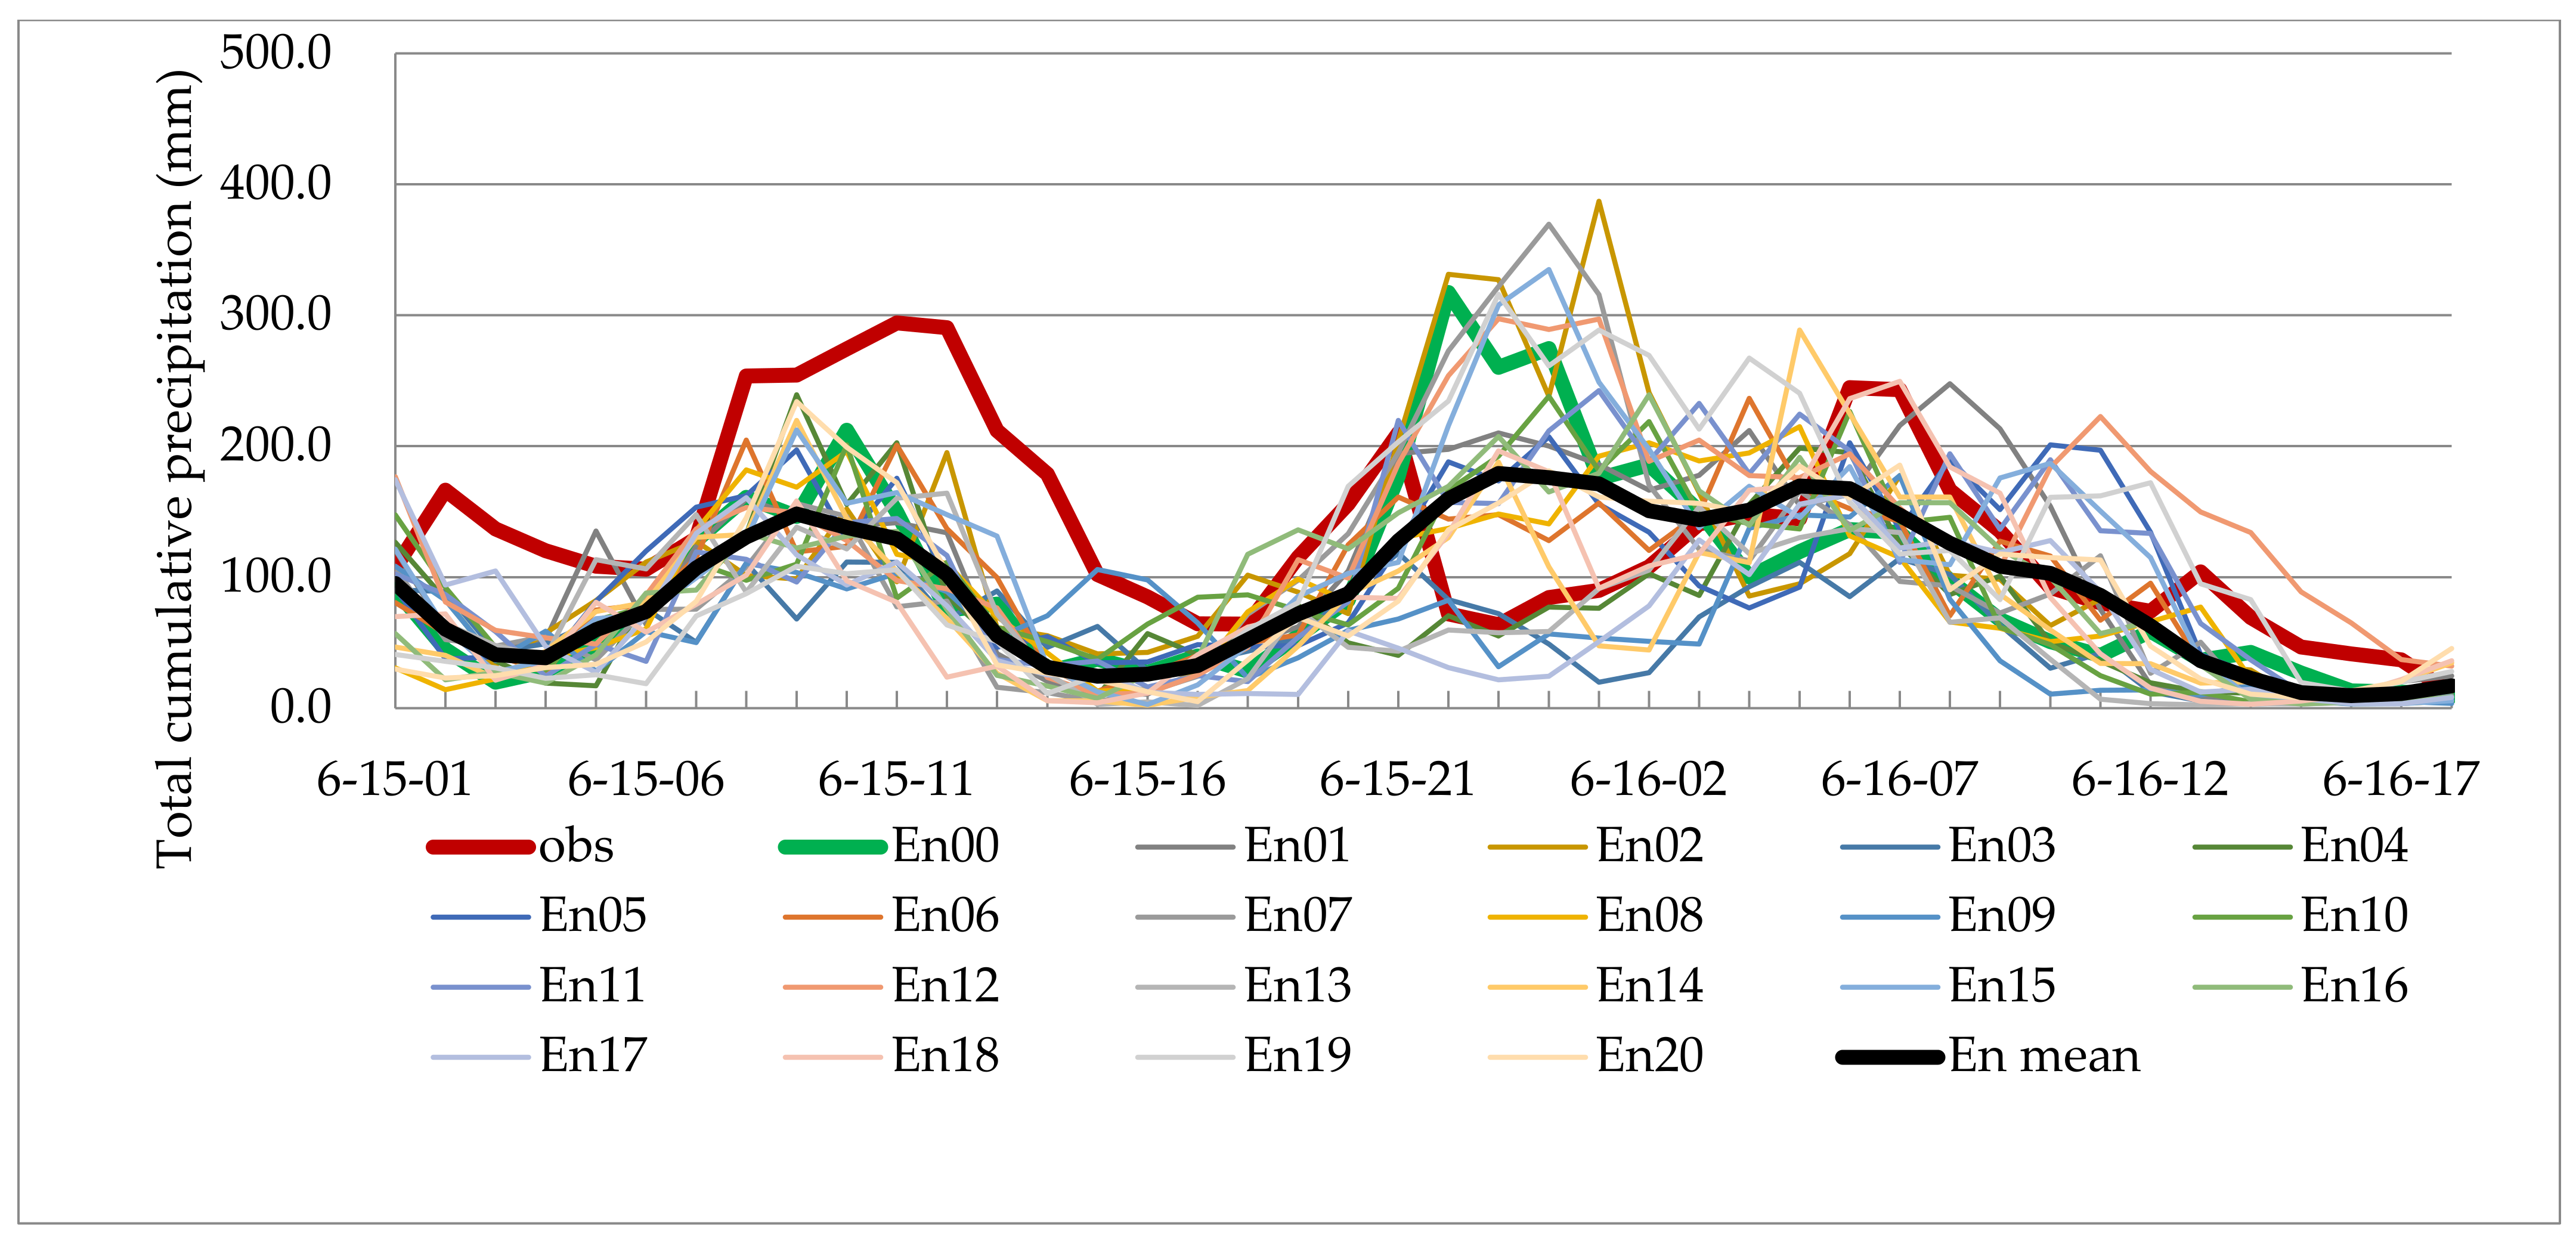 Total cumulative precipitation (mm)
500.0
400.0
300.0
200.0
100.0
0.0
6-15-01 6-15-06 6-15-11 6-15-16 6-15-21 6-16-02 6-16-07 6-16-12 6-16-17
obs En00 En01 En02 En03 En04
En05 En06 En07 En08 En09 En10
En11 En12 En13 En14 En15 En16
En17 En18 En19 En20 En mean